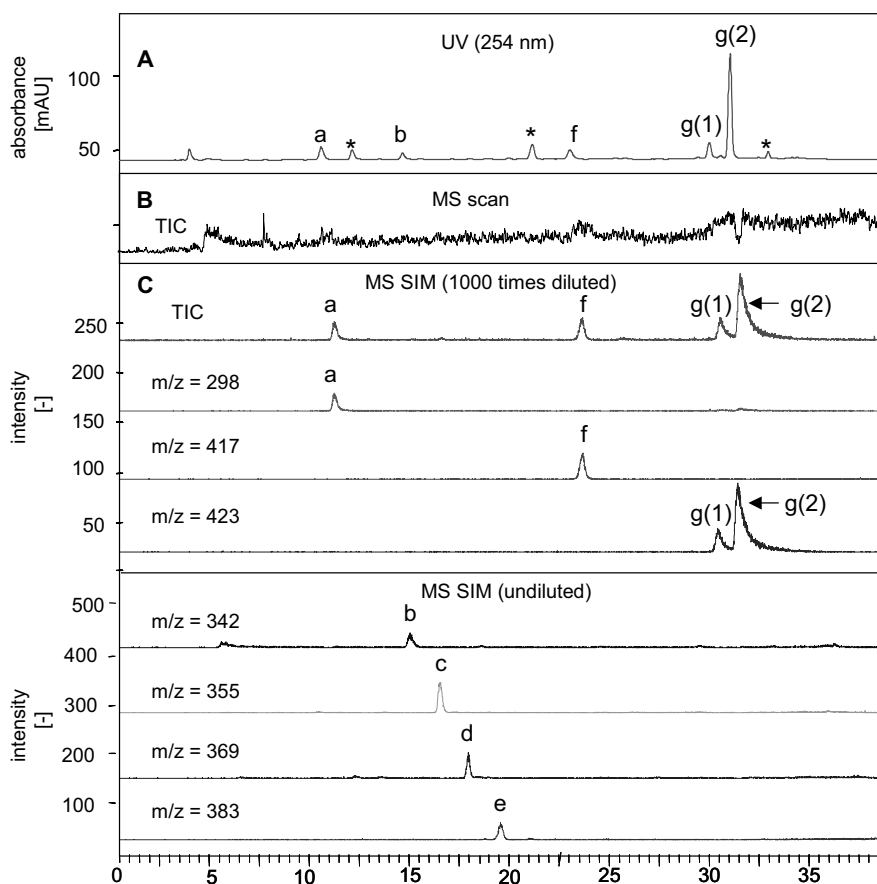 A
UV (254 nm)
g(2)
absorbance
[mAU]
100
50
a
*
b
*
f
g(1)
*
B
MS scan
TIC
C
MS SIM (1000 times diluted)
TIC
a
f
g(1)
g(2)
250
m/z = 298
a
200
intensity
[-]
150
m/z = 417
f
100
m/z = 423
g(1)
g(2)
50
MS SIM (undiluted)
500
m/z = 342
b
400
m/z = 355
c
intensity
[-]
300
m/z = 369
d
200
m/z = 383
e
100
0 5 10 15 20 25 30 35